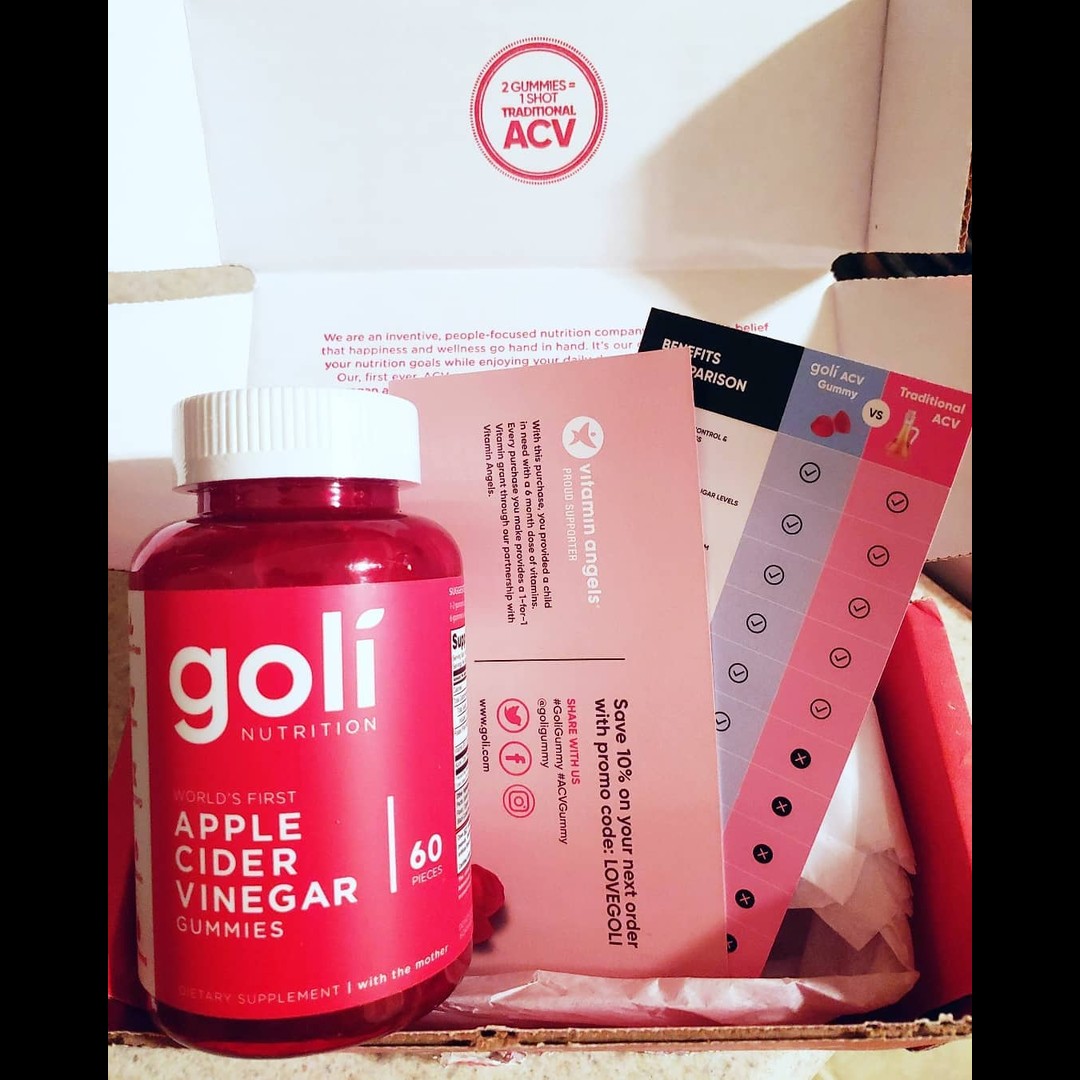 2 GUMMIES =
1 SHOT
TRADITIONAL
ACV
We are an inventive, people-focused nutrition company belief
that happiness and wellness go hand in hand. It's our
your nutrition goals while enjoying your
Our, first ever, ACV
BENEFITS
goli ACV
Gummy
VS
Traditional
ACV
vitamin angels
PROUD SUPPORTER
With this purchase, you provided a child
in need with a 6 month dose of vitamins.
Every purchase you make provides a 1-for-1
Vitamin grant through our partnership with
Vitamin Angels.
Save 10% on your next order
with promo code: LOVEGOLI
SHARE WITH US
#GoliGummy #ACVGummy
@goligummy
www.goli.com
goli
NUTRITION
WORLD'S FIRST
APPLE
CIDER
VINEGAR
GUMMIES
60
PIECES
DIETARY SUPPLEMENT | with the mother